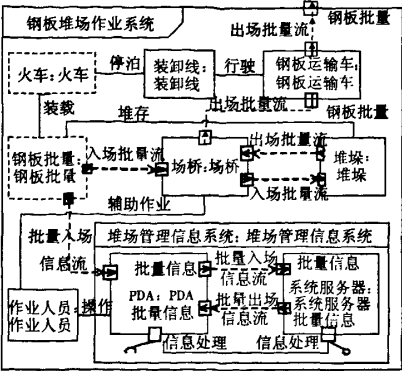 钢板堆场作业系统
钢板批量
出场批量流
火车：火车
停泊
装卸线：
装卸线
行驶
钢板运输车：
钢板运输车
装载
堆存
出场批量流
钢板批量
钢板批量：
钢板批量
入场批量流
场桥：场桥
出场批量流
入场批量流
堆垛：
堆垛
辅助作业
批量入场
信息流
堆场管理信息系统：堆场管理信息系统
批量信息
PDA：PDA
批量信息
批量入场
信息流
批量出场
信息流
批量信息
系统服务器：
系统服务器
批量信息
作业人员：
作业人员
操作
信息处理
信息处理